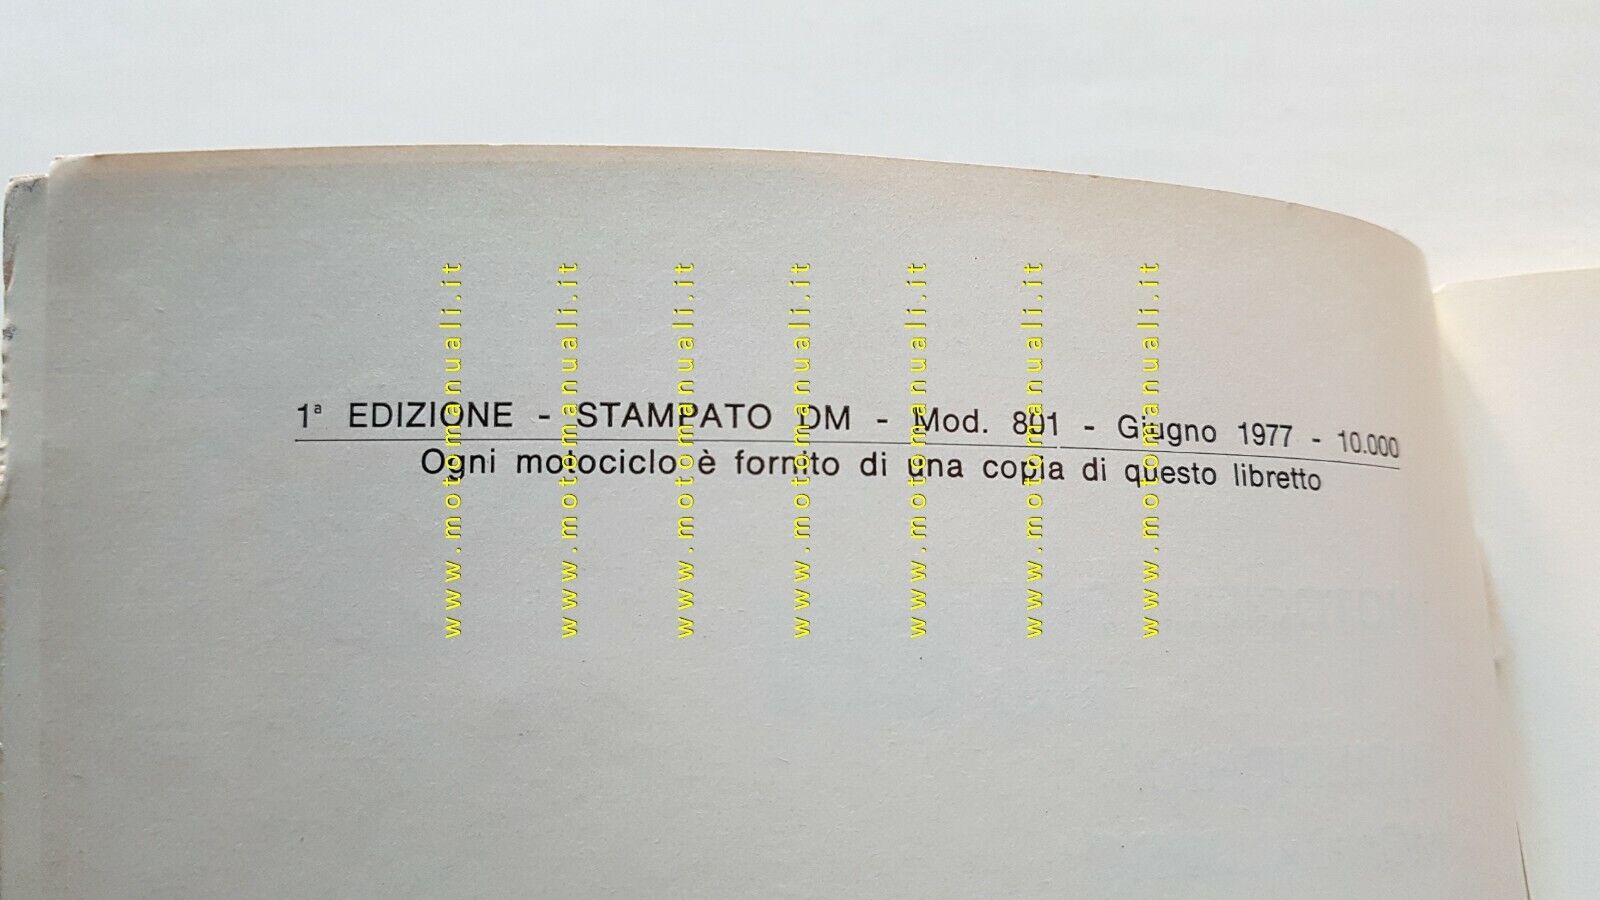 1ª EDIZIONE - STAMPATO DM - Mod. 801 - Giugno 1977 - 10.000
Ogni motociclo è fornito di una copia di questo libretto
www.motomanuali.it
www.motomanuali.it
www.motomanuali.it
www.motomanuali.it
www.motomanuali.it
www.motomanuali.it
www.motomanuali.it